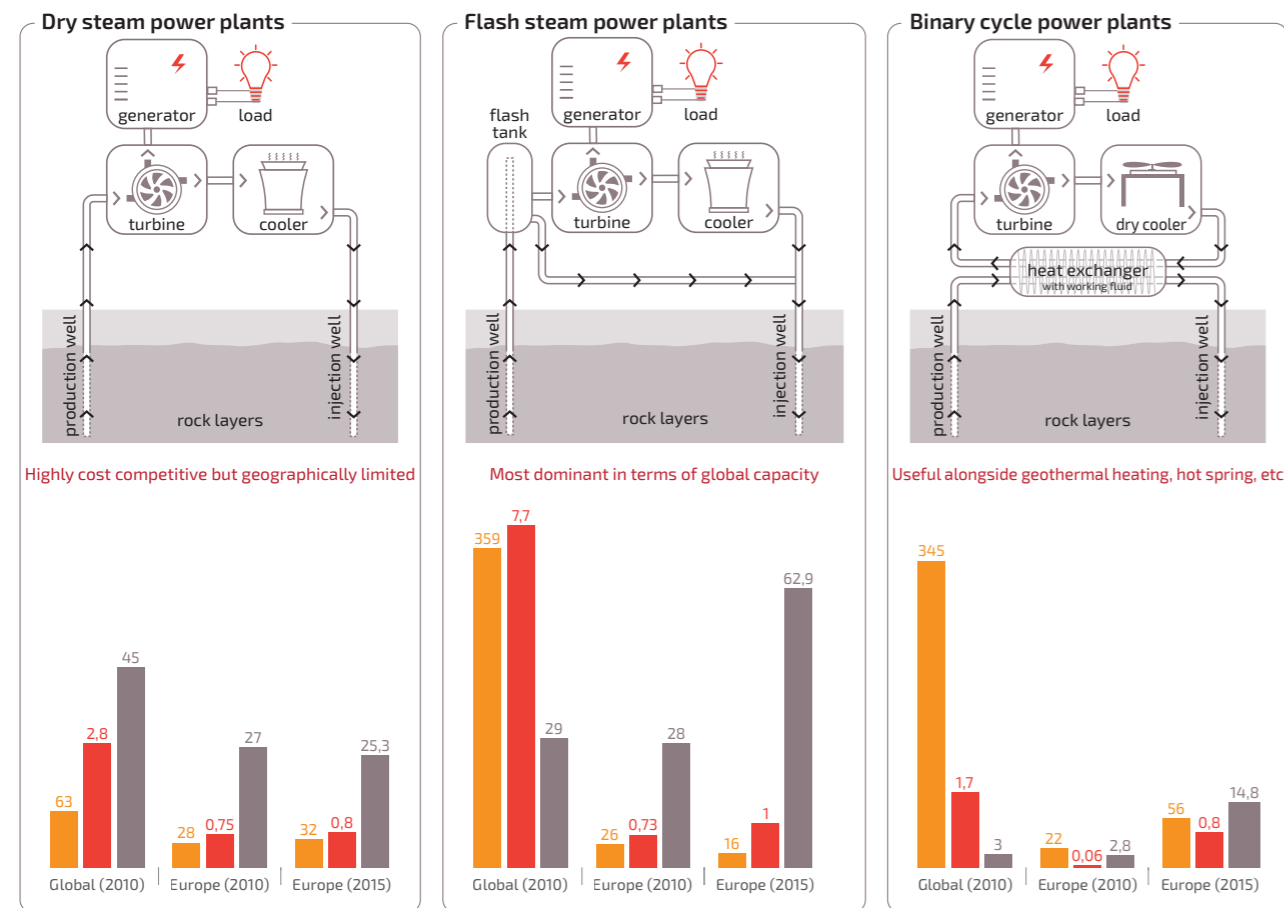 Dry steam power plants
generator
load
turbine
cooler
production well
injection well
rock layers
Highly cost competitive but geographically limited
63
2,8
45
28
0,75
27
32
0,8
25,3
Global (2010)
Europe (2010)
Europe (2015)
Flash steam power plants
flash
tank
generator
load
turbine
cooler
production well
injection well
rock layers
Most dominant in terms of global capacity
359
7,7
29
26
0,73
28
16
1
62,9
Global (2010)
Europe (2010)
Europe (2015)
Binary cycle power plants
generator
load
turbine
dry cooler
heat exchanger
with working fluid
production well
injection well
rock layers
Useful alongside geothermal heating, hot spring, etc
345
1,7
3
22
0,06
2,8
56
0,8
14,8
Global (2010)
Europe (2010)
Europe (2015)